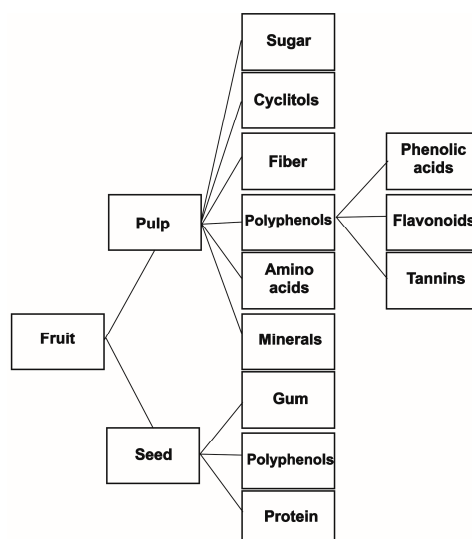 Sugar
Cyclitols
Fiber
Phenolic
acids
Pulp
Polyphenols
Flavonoids
Amino
acids
Tannins
Fruit
Minerals
Gum
Seed
Polyphenols
Protein